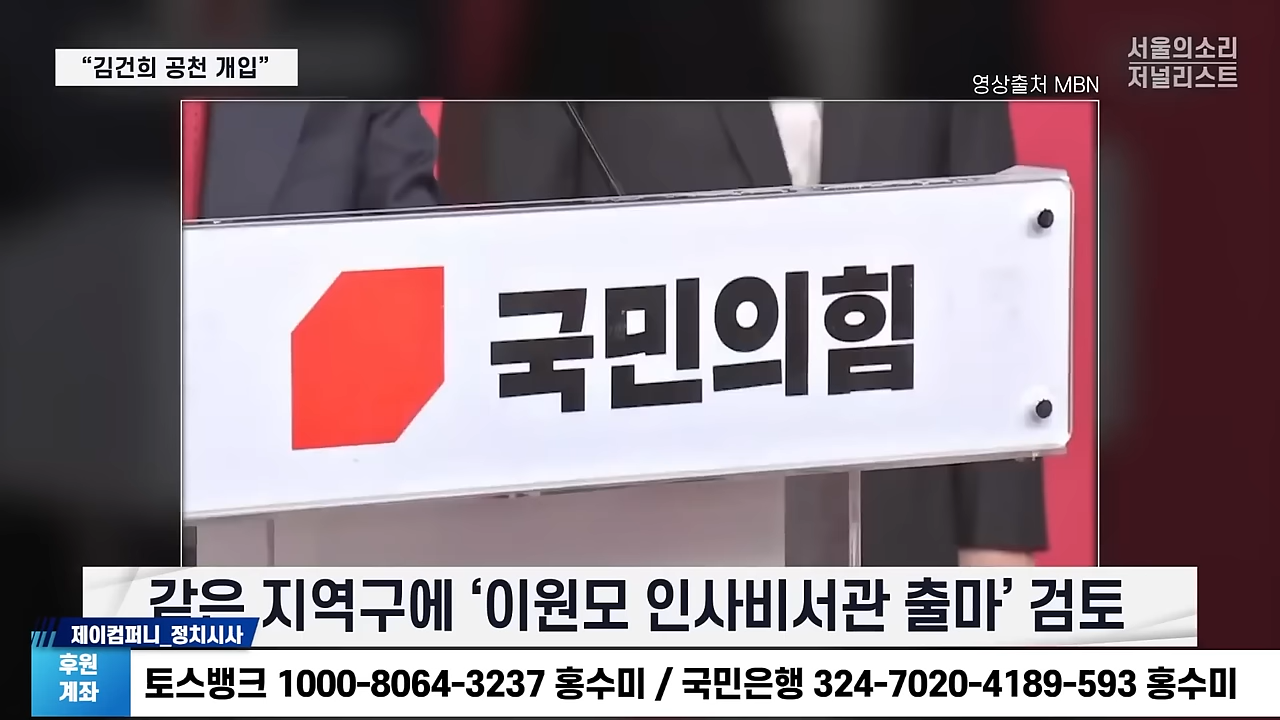 “김건희 공천 개입”
서울의소리
저널리스트
영상출처 MBN
국민의힘
같은 지역구에 ‘이원모 인사비서관 출마’ 검토
제이컴퍼니_정치시사
후원
계좌
토스뱅크 1000-8064-3237 홍수미 / 국민은행 324-7020-4189-593 홍수미